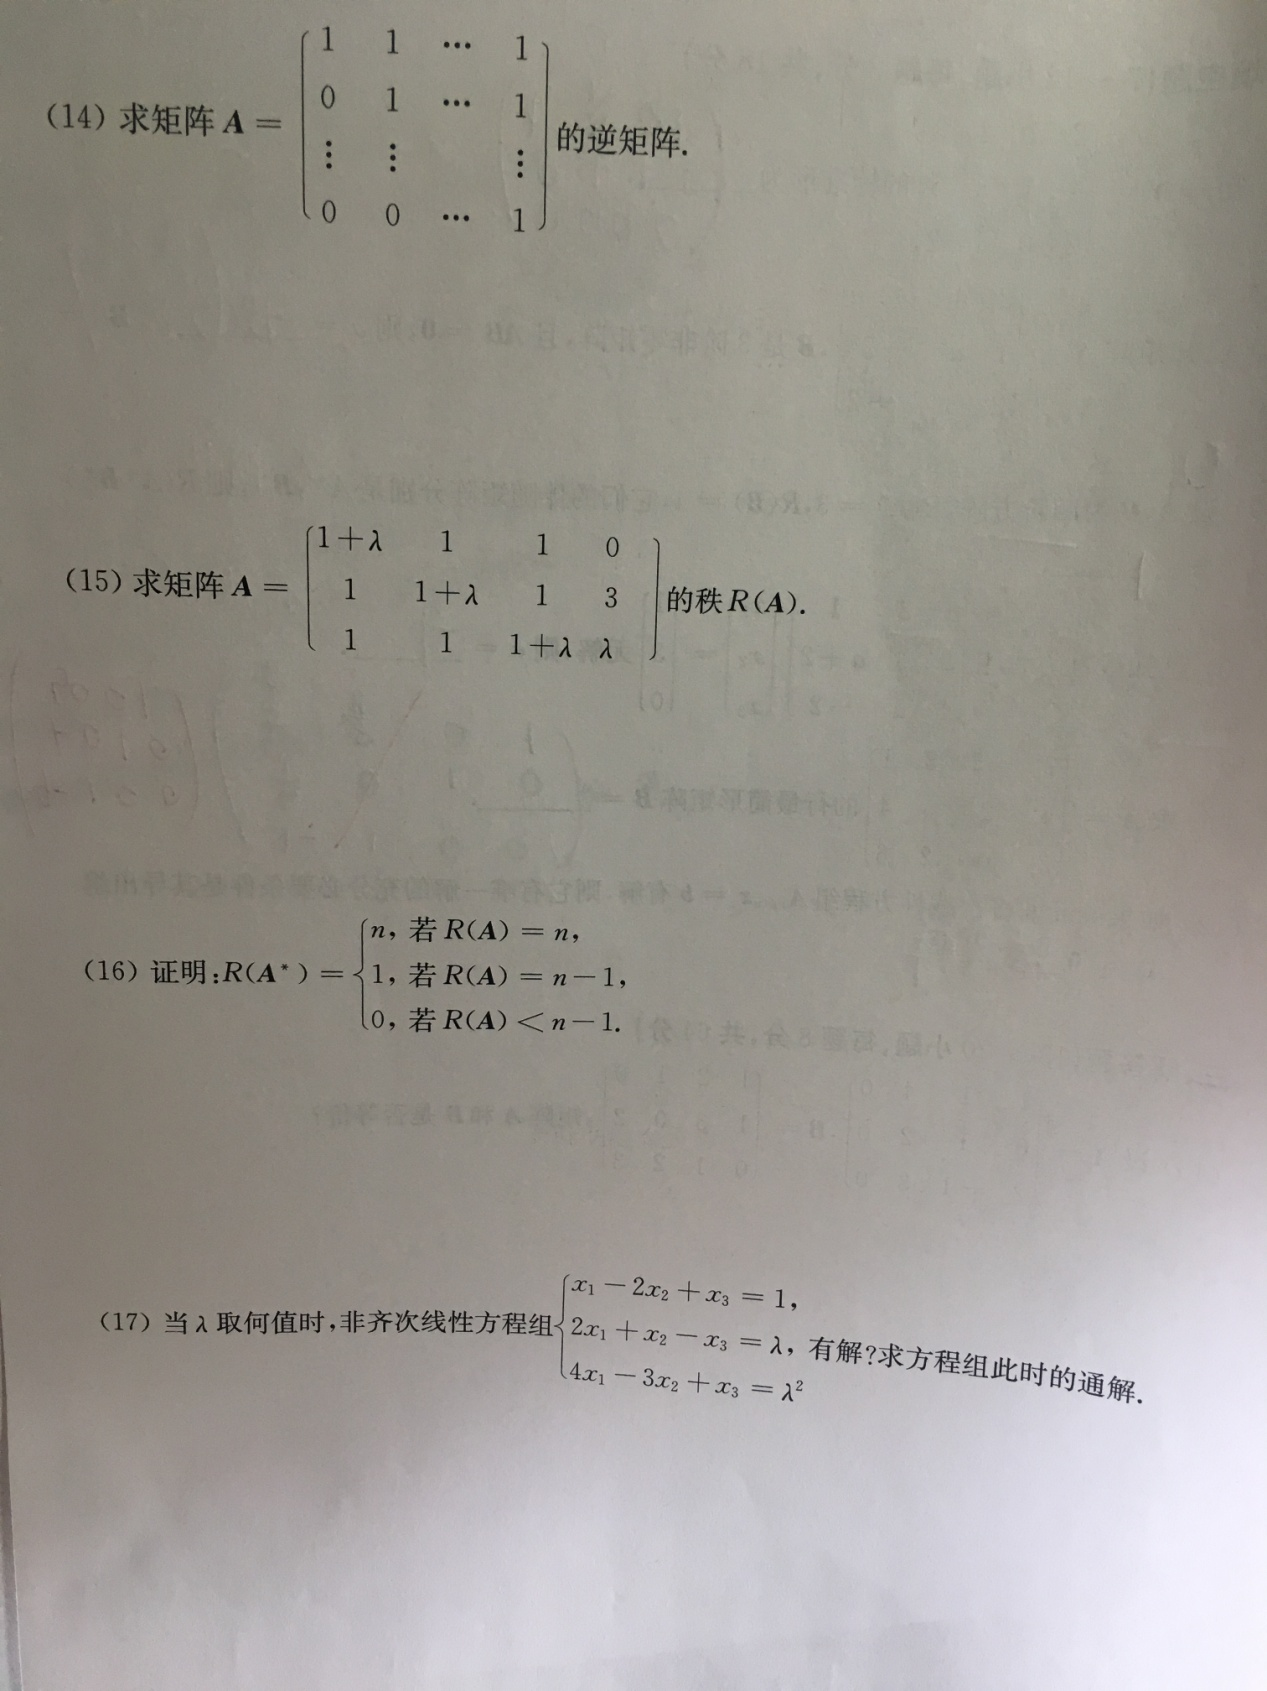 (14) 求矩阵 A = 的逆矩阵.
1 1 … 1
0 1 … 1
⋮ ⋮ ⋮
0 0 … 1
(15) 求矩阵 A = 的秩 R(A).
1+λ 1 1 0
1 1+λ 1 3
1 1 1+λ λ
(16) 证明:R(A*) =
n, 若 R(A) = n,
1, 若 R(A) = n-1,
0, 若 R(A) < n-1.
(17) 当 λ 取何值时,非齐次线性方程组 有解?求方程组此时的通解.
x₁ - 2x₂ + x₃ = 1,
2x₁ + x₂ - x₃ = λ,
4x₁ - 3x₂ + x₃ = λ²